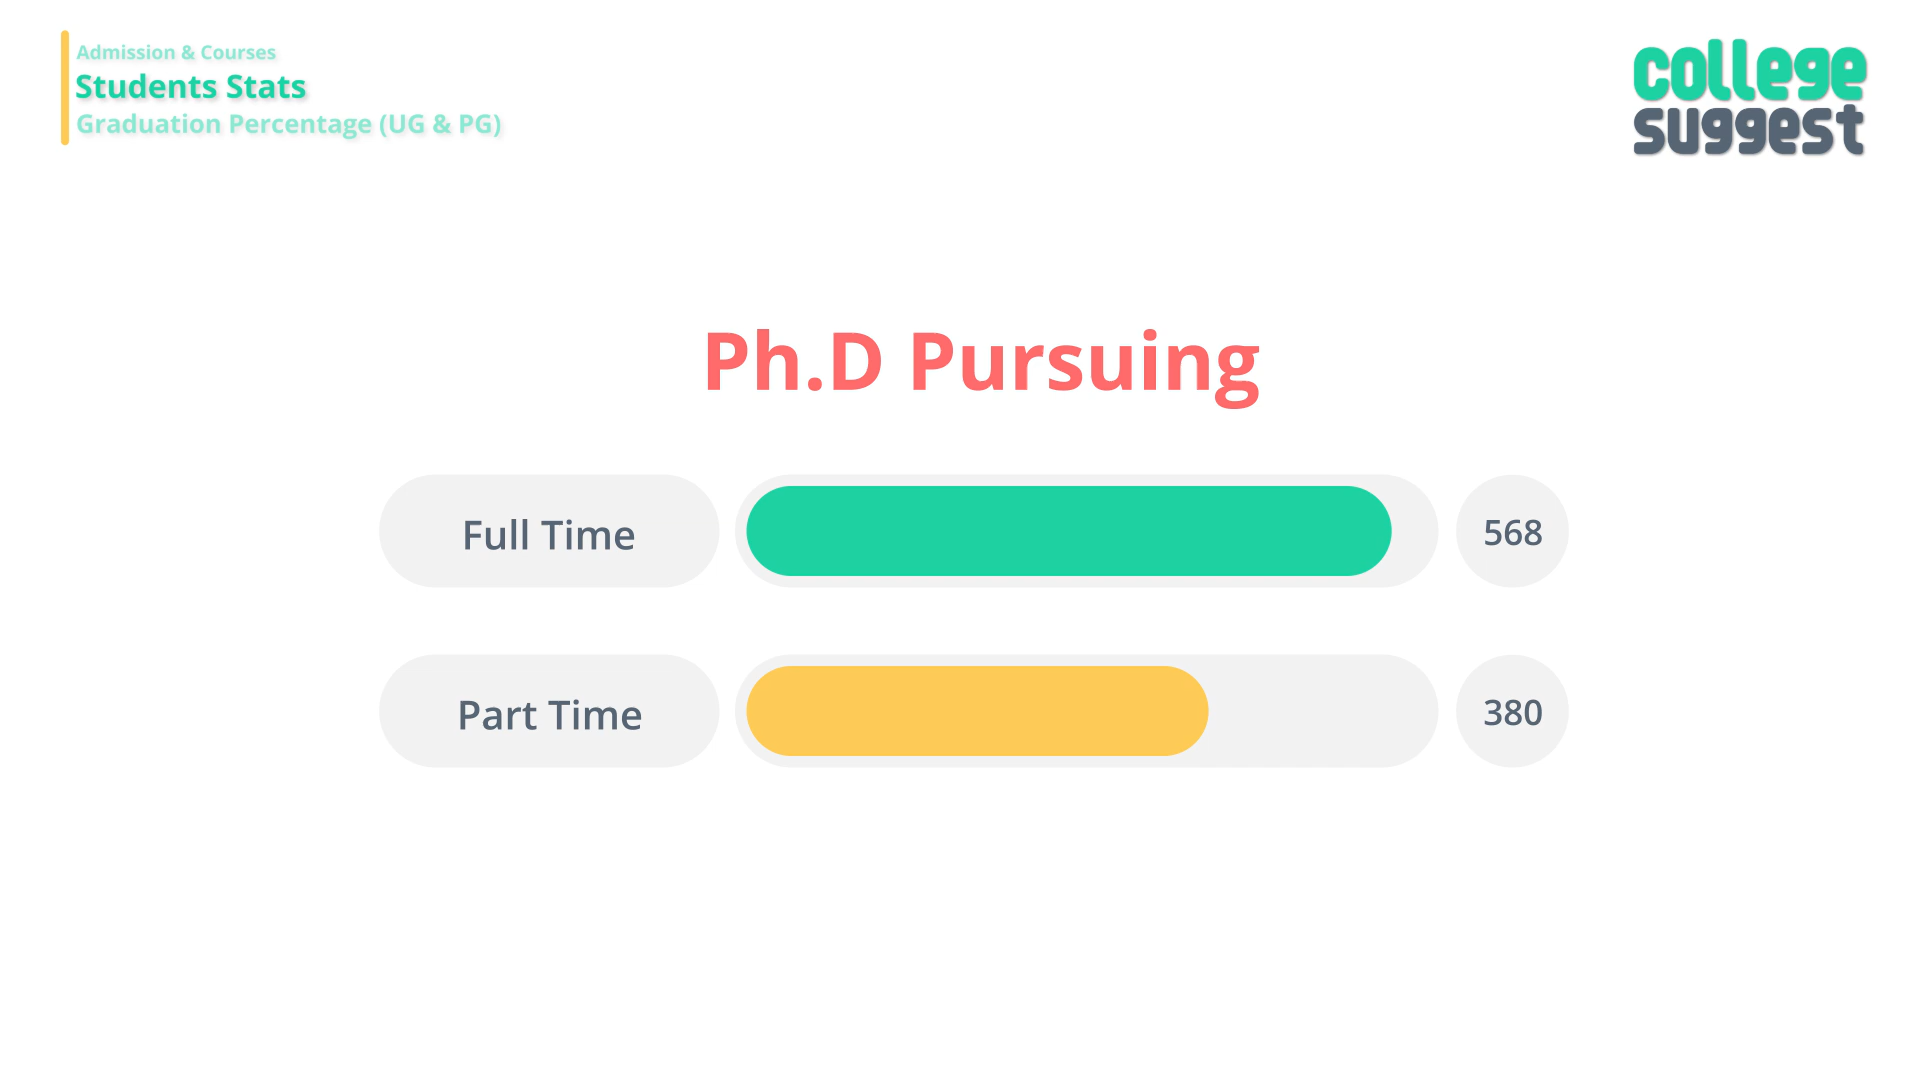 Admission & Courses
Students Stats
Graduation Percentage (UG & PG)
college
suggest
Ph.D Pursuing
Full Time
568
Part Time
380